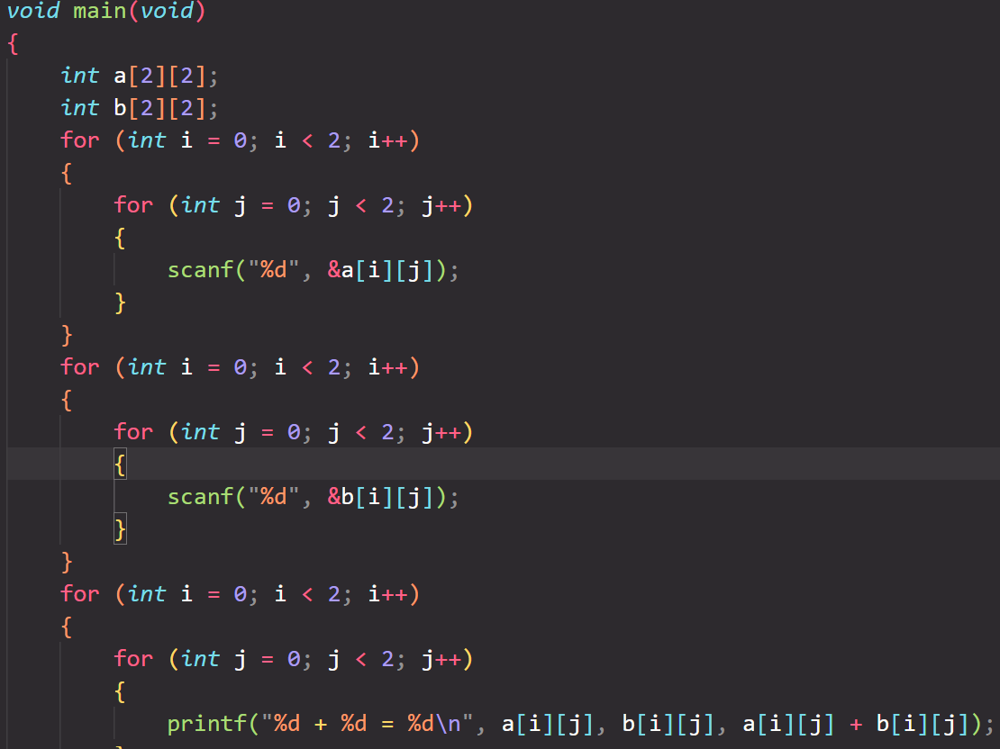 void main(void)
{
    int a[2][2];
    int b[2][2];
    for (int i = 0; i < 2; i++)
    {
        for (int j = 0; j < 2; j++)
        {
            scanf("%d", &a[i][j]);
        }
    }
    for (int i = 0; i < 2; i++)
    {
        for (int j = 0; j < 2; j++)
        {
            scanf("%d", &b[i][j]);
        }
    }
    for (int i = 0; i < 2; i++)
    {
        for (int j = 0; j < 2; j++)
        {
            printf("%d + %d = %d\n", a[i][j], b[i][j], a[i][j] + b[i][j]);